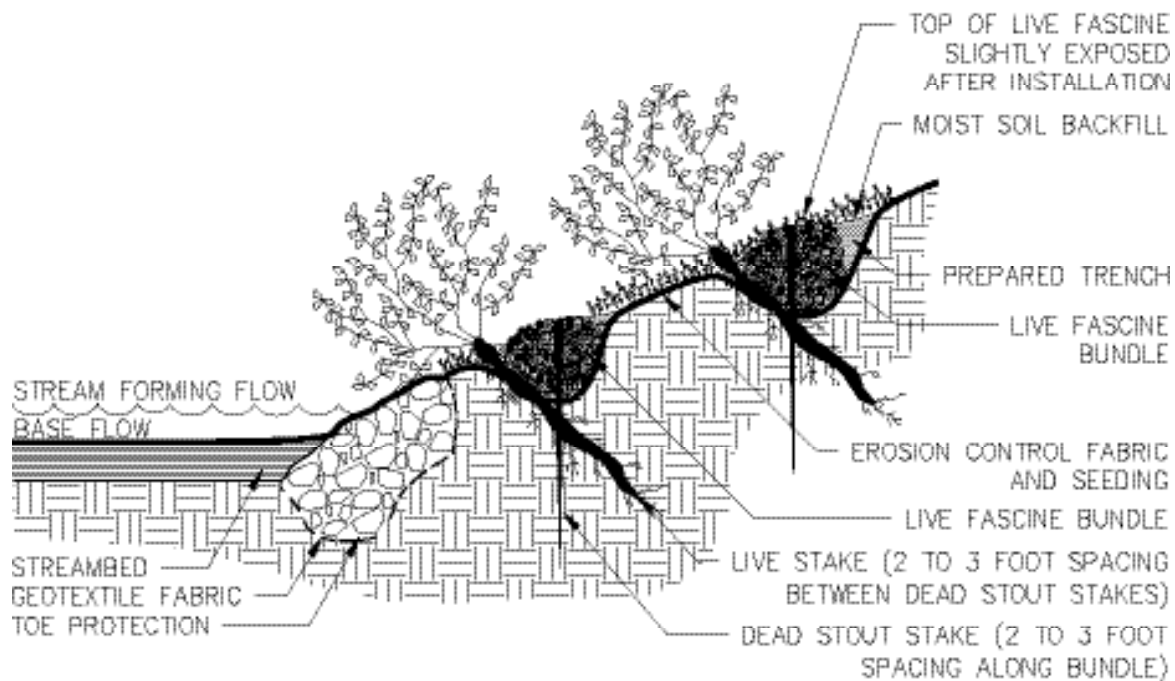 TOP OF LIVE FASCINE
SLIGHTLY EXPOSED
AFTER INSTALLATION
MOIST SOIL BACKFILL
PREPARED TRENCH
LIVE FASCINE
BUNDLE
STREAM FORMING FLOW
BASE FLOW
EROSION CONTROL FABRIC
AND SEEDING
LIVE FASCINE BUNDLE
STREAMBED
GEOTEXTILE FABRIC
TOE PROTECTION
LIVE STAKE (2 TO 3 FOOT SPACING
BETWEEN DEAD STOUT STAKES)
DEAD STOUT STAKE (2 TO 3 FOOT
SPACING ALONG BUNDLE)